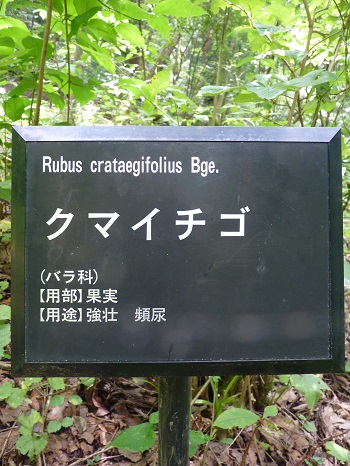 Rubus crataegifolius Bge.
クマイチゴ
(バラ科)
【用部】果実
【用途】強壮　頻尿